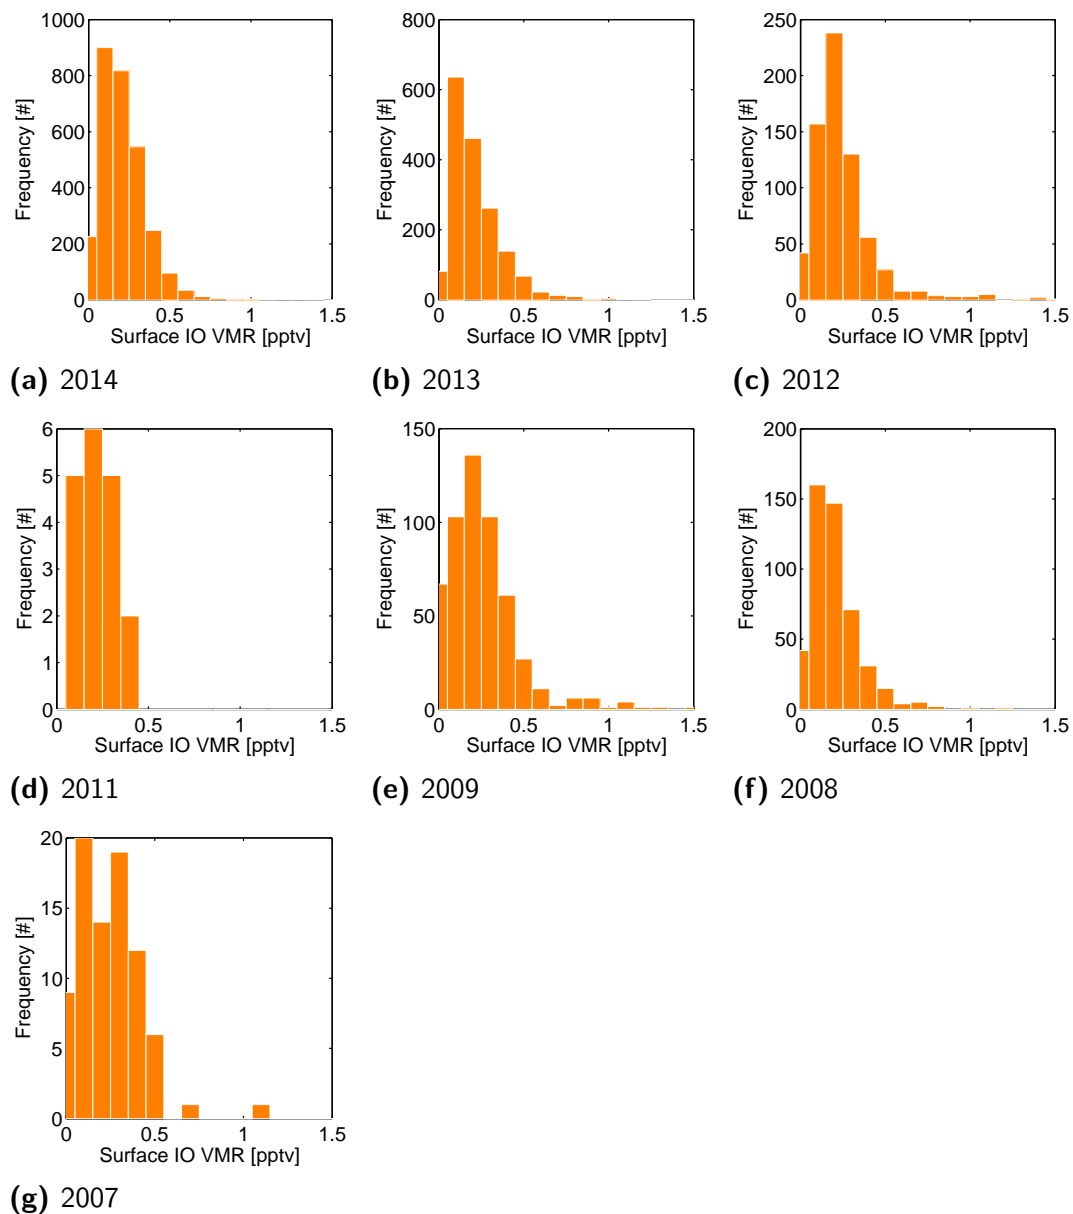 1000
800
600
400
200
0
Frequency [#]
0 0.5 1 1.5
Surface IO VMR [pptv]
(a) 2014
800
600
400
200
0
Frequency [#]
0 0.5 1 1.5
Surface IO VMR [pptv]
(b) 2013
250
200
150
100
50
0
Frequency [#]
0 0.5 1 1.5
Surface IO VMR [pptv]
(c) 2012
6
5
4
3
2
1
0
Frequency [#]
0 0.5 1 1.5
Surface IO VMR [pptv]
(d) 2011
150
100
50
0
Frequency [#]
0 0.5 1 1.5
Surface IO VMR [pptv]
(e) 2009
200
150
100
50
0
Frequency [#]
0 0.5 1 1.5
Surface IO VMR [pptv]
(f) 2008
20
15
10
5
0
Frequency [#]
0 0.5 1 1.5
Surface IO VMR [pptv]
(g) 2007